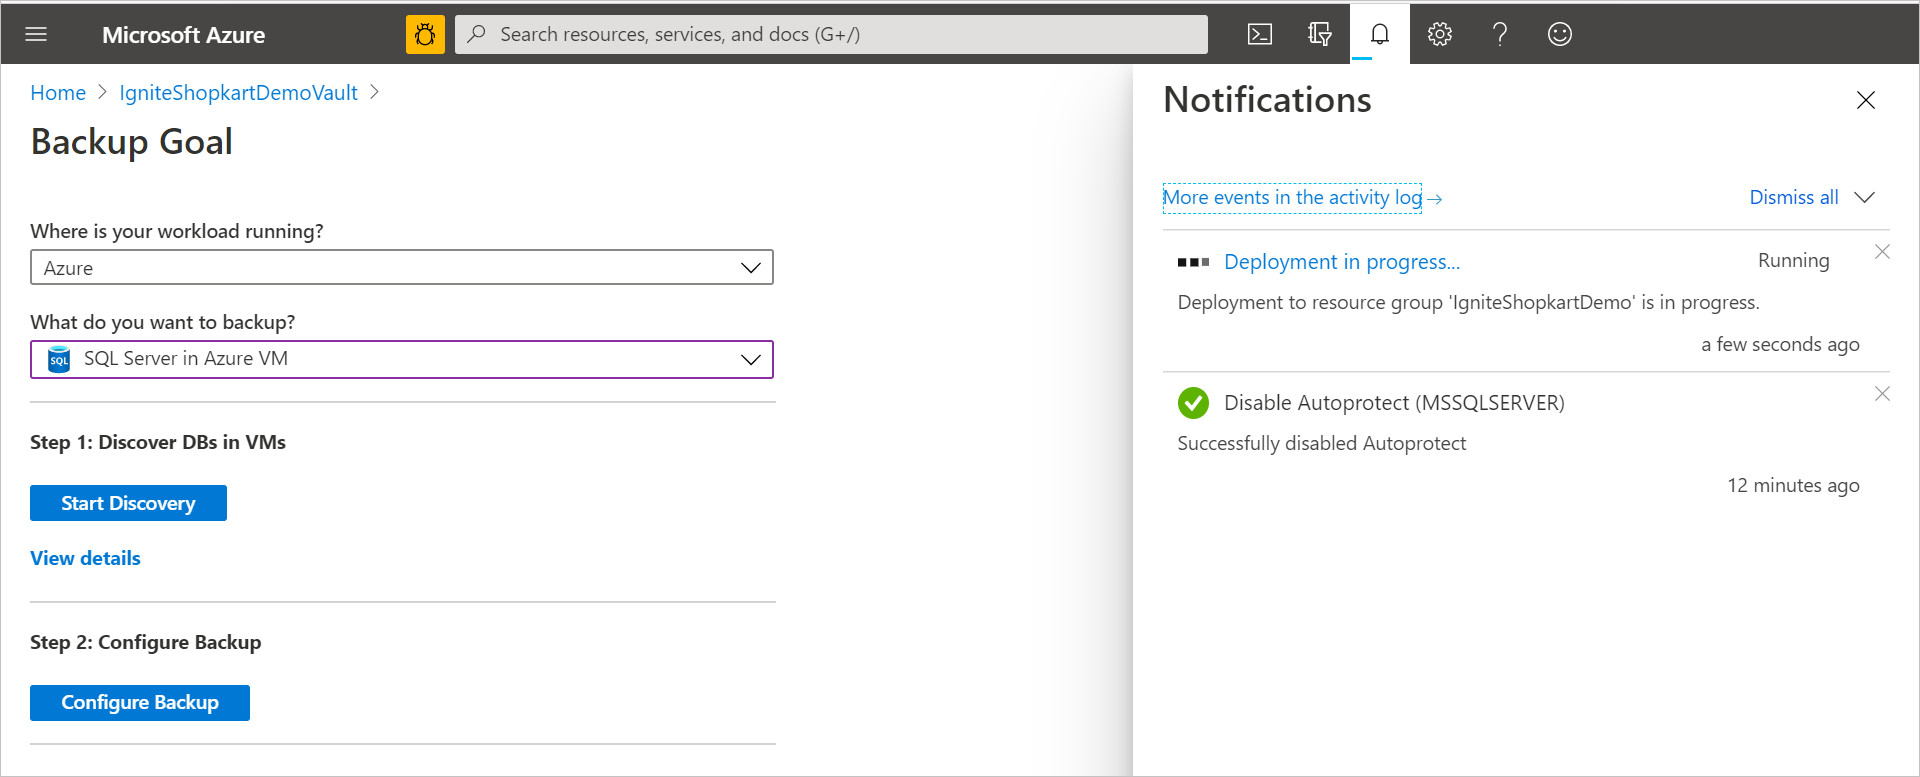 Microsoft Azure
Search resources, services, and docs (G+/)
Home > IgniteShopkartDemoVault >
Backup Goal
Where is your workload running?
Azure
What do you want to backup?
SQL SQL Server in Azure VM
Step 1: Discover DBs in VMs
Start Discovery
View details
Step 2: Configure Backup
Configure Backup
Notifications
More events in the activity log →
Dismiss all
Deployment in progress...
Running
Deployment to resource group 'IgniteShopkartDemo' is in progress.
a few seconds ago
Disable Autoprotect (MSSQLSERVER)
Successfully disabled Autoprotect
12 minutes ago